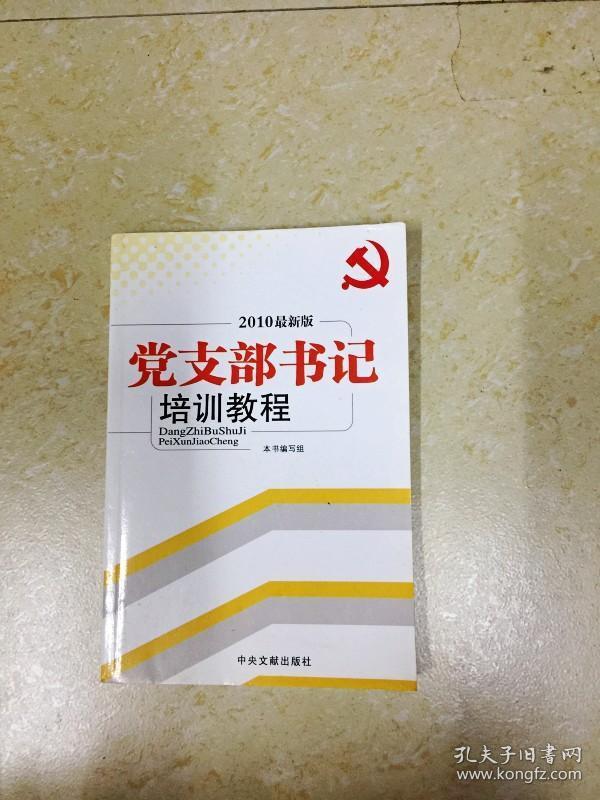 2010最新版
党支部书记
培训教程
DangZhiBuShuJi
PeiXunJiaoCheng
本书编写组
中央文献出版社
孔夫子旧書网
www.kongfz.com